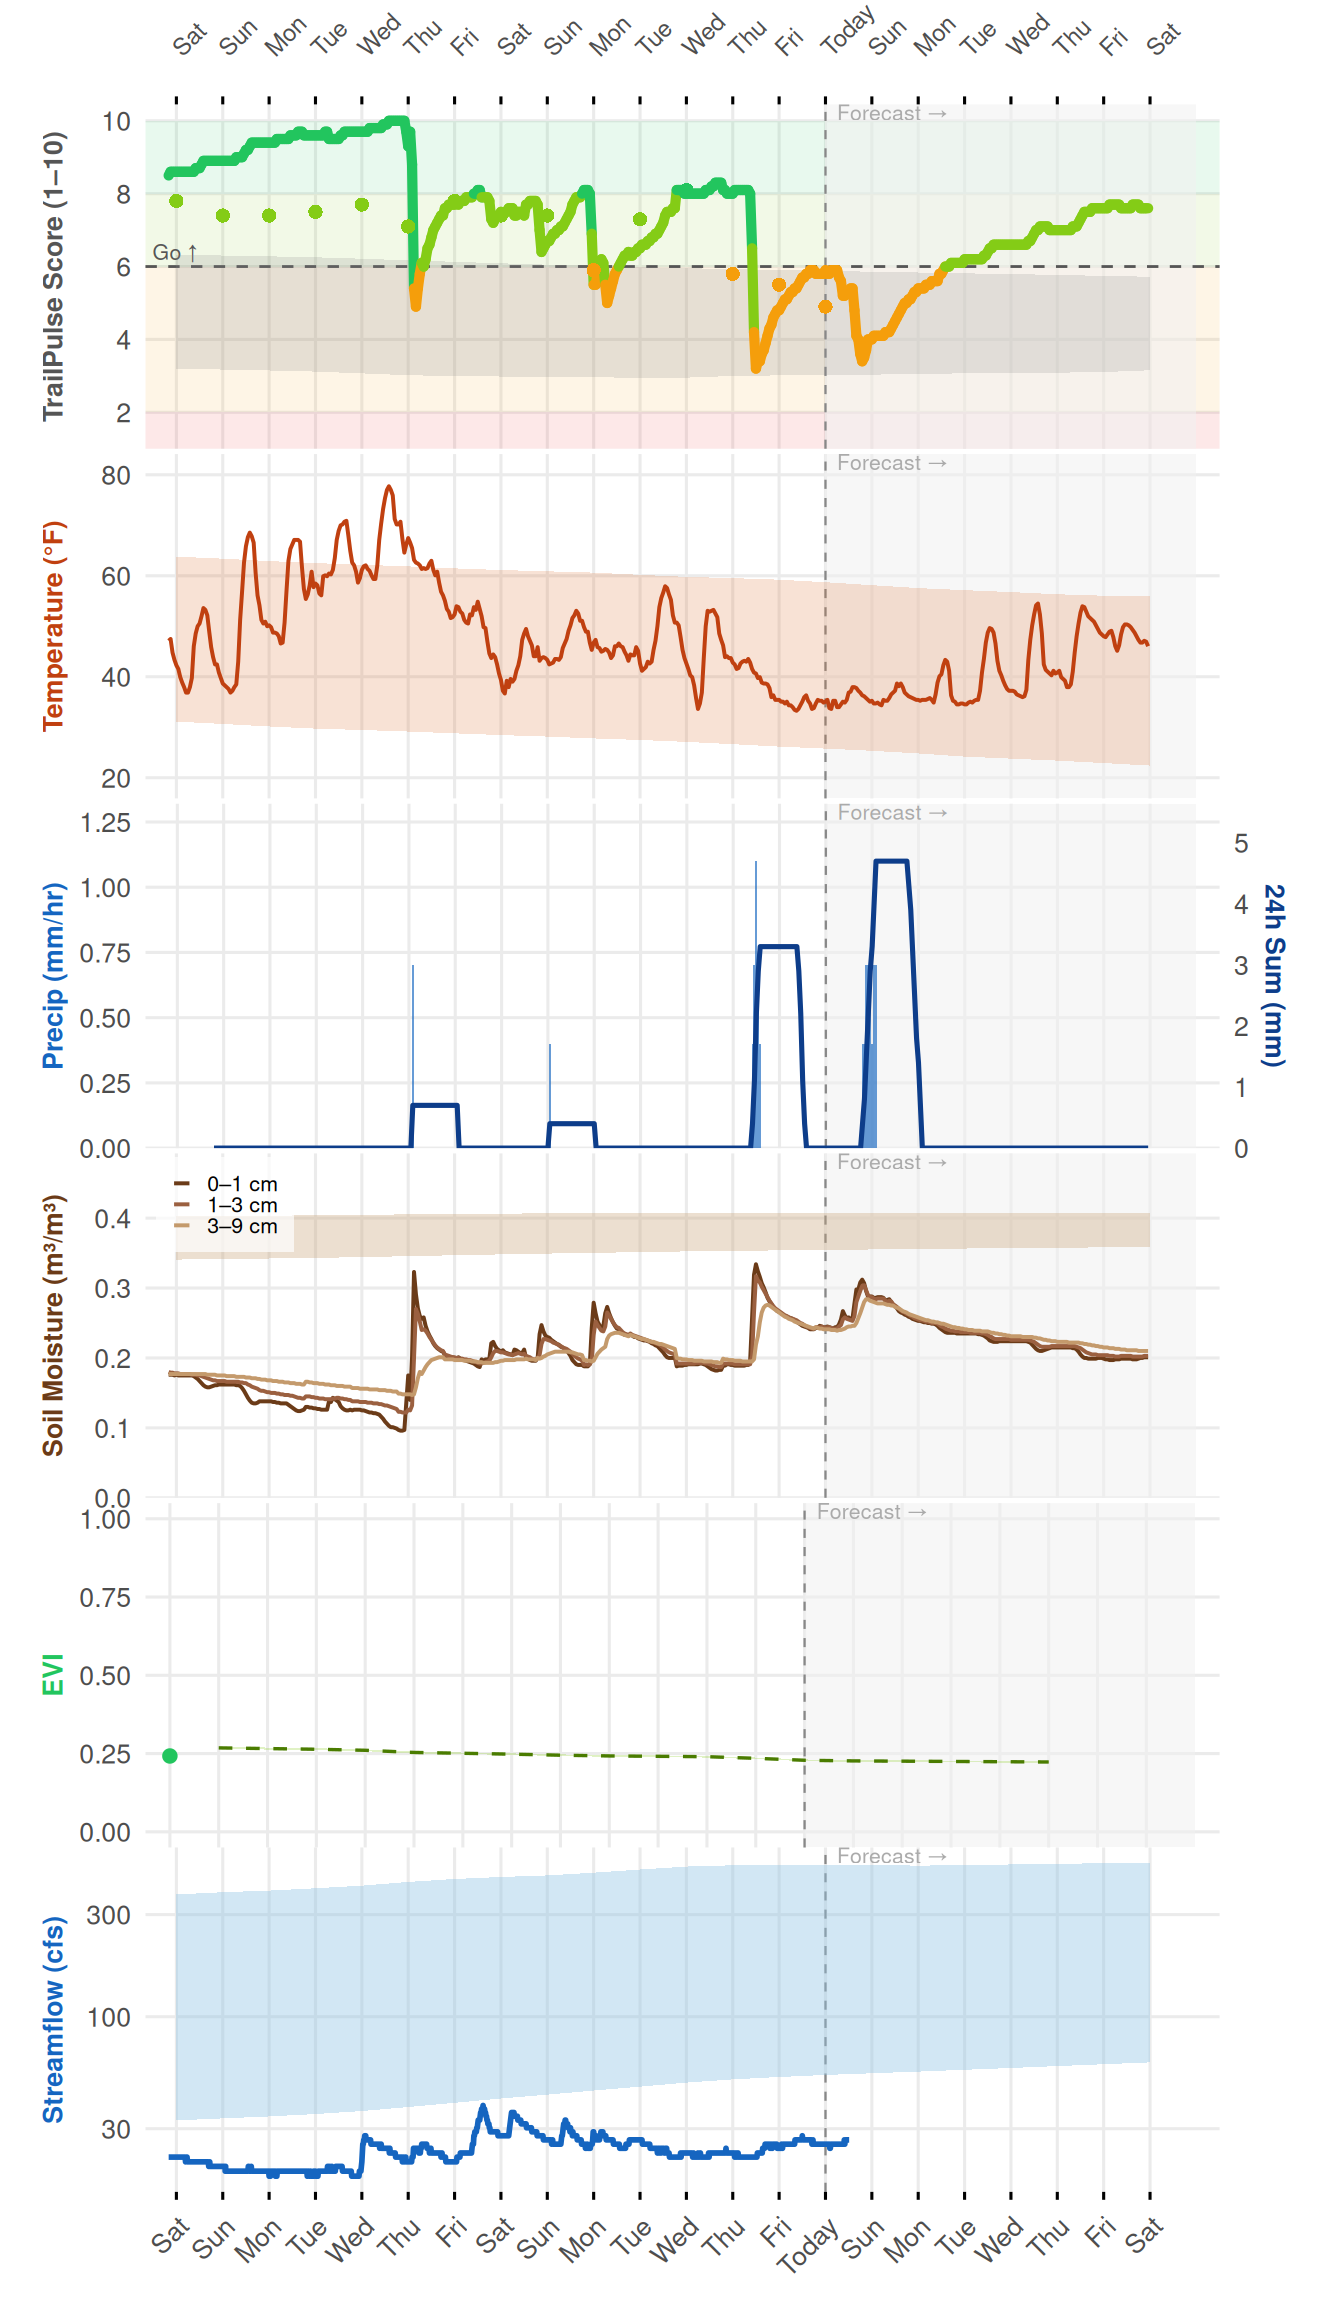 Sat Sun Mon Tue Wed Thu Fri Sat Sun Mon Tue Wed Thu Fri Today Sun Mon Tue Wed Thu Fri Sat
TrailPulse Score (1–10)
10
8
6
4
2
Go ↑
Forecast →
Temperature (°F)
80
60
40
20
Forecast →
Precip (mm/hr)
1.25
1.00
0.75
0.50
0.25
0.00
Forecast →
24h Sum (mm)
5
4
3
2
1
0
Soil Moisture (m³/m³)
0.4
0.3
0.2
0.1
0.0
0–1 cm
1–3 cm
3–9 cm
Forecast →
EVI
1.00
0.75
0.50
0.25
0.00
Forecast →
Streamflow (cfs)
300
100
30
Forecast →
Sat Sun Mon Tue Wed Thu Fri Sat Sun Mon Tue Wed Thu Fri Today Sun Mon Tue Wed Thu Fri Sat